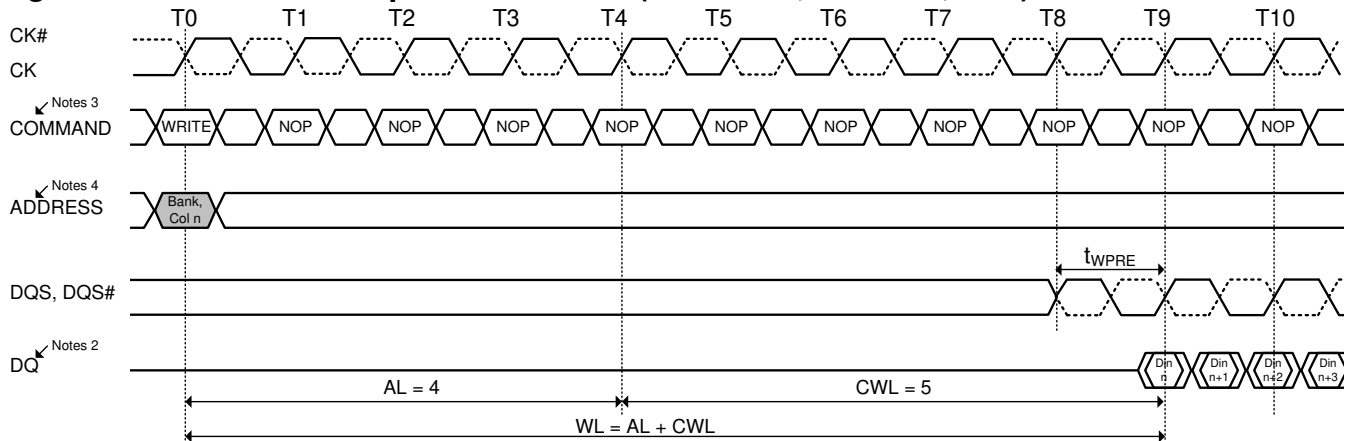 T0 T1 T2 T3 T4 T5 T6 T7 T8 T9 T10
CK#
CK
Notes 3
COMMAND WRITE NOP NOP NOP NOP NOP NOP NOP NOP NOP NOP
Notes 4
ADDRESS
Bank,
Col n
tWPRE
DQS, DQS#
Notes 2
DQ
Din n Din n+1 Din n+2 Din n+3
AL = 4 CWL = 5
WL = AL + CWL